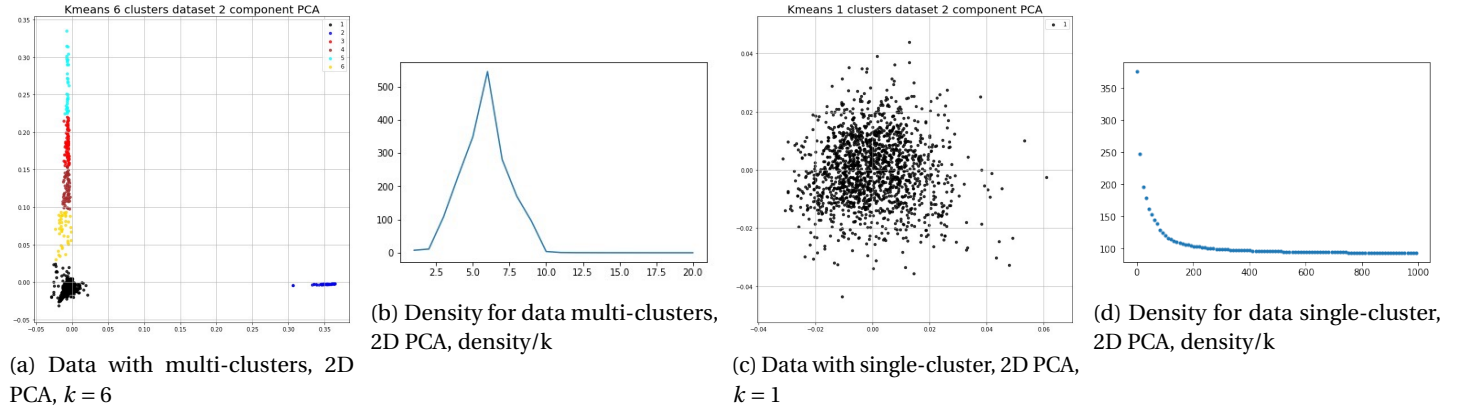 Kmeans 6 clusters dataset 2 component PCA
0.35
0.30
0.25
0.20
0.15
0.10
0.05
0.00
−0.05
−0.05 0.00 0.05 0.10 0.15 0.20 0.25 0.30 0.35
1
2
3
4
5
6
(a) Data with multi-clusters, 2D
PCA, k = 6
500
400
300
200
100
0
2.5 5.0 7.5 10.0 12.5 15.0 17.5 20.0
(b) Density for data multi-clusters,
2D PCA, density/k
Kmeans 1 clusters dataset 2 component PCA
1
0.04
0.02
0.00
−0.02
−0.04
−0.04 −0.02 0.00 0.02 0.04 0.06
(c) Data with single-cluster, 2D PCA,
k = 1
350
300
250
200
150
100
0 200 400 600 800 1000
(d) Density for data single-cluster,
2D PCA, density/k